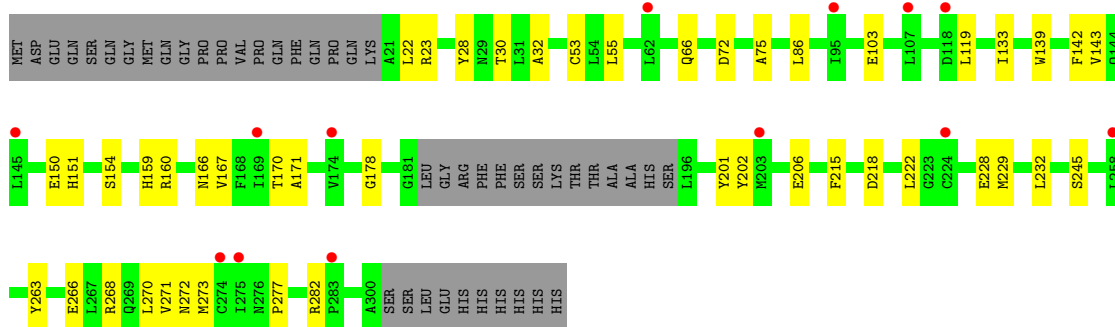 MET ASP GLU GLN SER GLN GLY MET GLN GLY PRO PRO VAL PRO GLN PHE GLN PRO GLN LYS A21 L22 R23 Y28 N29 T30 L31 A32 C53 L54 L55 L62 Q66 D72 A75 L86 I95 E103 L107 D118 L119 I133 W139 F142 V143 Q144
L145 E150 H151 S154 H159 R160 N166 V167 F168 I169 T170 A171 V174 G178 G181 LEU GLY ARG PHE PHE SER SER LYS THR THR ALA ALA HIS SER L196 Y201 Y202 M203 E206 F215 D218 L222 G223 C224 E228 M229 L232 S245 L258
Y263 E266 L267 R268 Q269 L270 V271 N272 M273 C274 I275 N276 P277 R282 P283 A300 SER SER LEU GLU HIS HIS HIS HIS HIS HIS